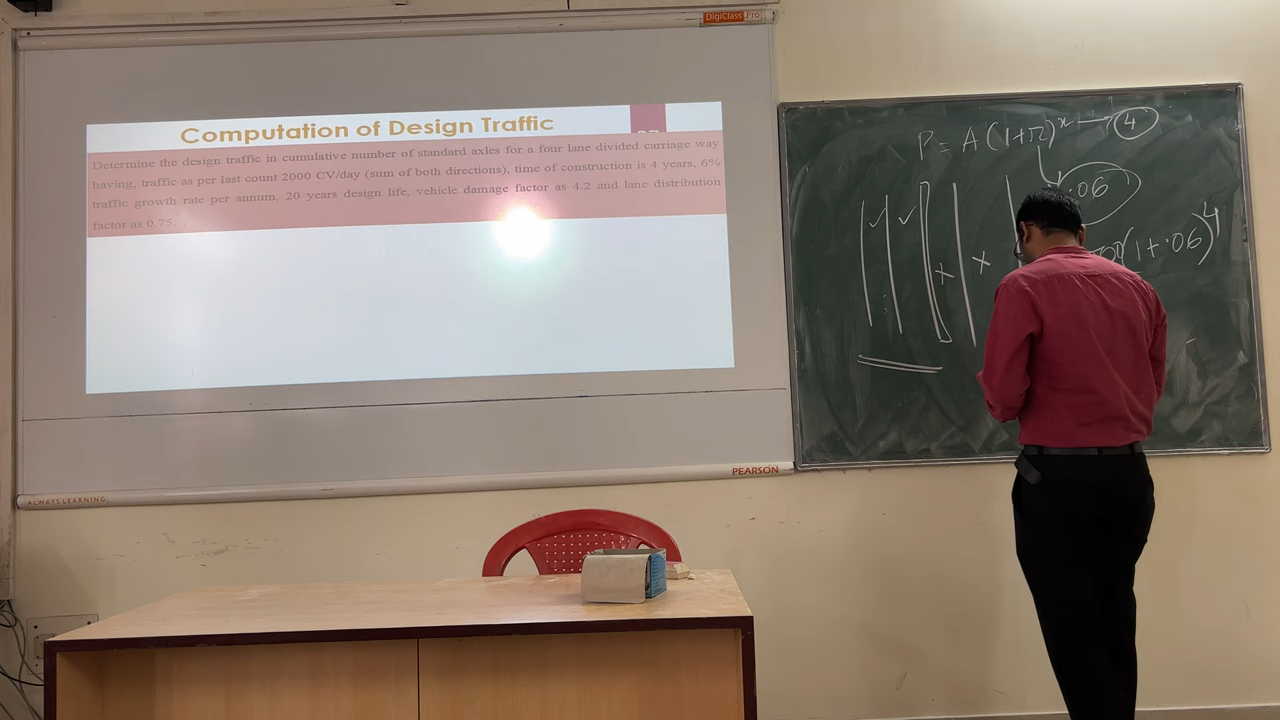 DigiClass Pro
Computation of Design Traffic
Determine the design traffic in cumulative number of standard axles for a four lane divided carriage way
having, traffic as per last count 2000 CV/day (sum of both directions), time of construction is 4 years, 6%
traffic growth rate per annum, 20 years design life, vehicle damage factor as 4.2 and lane distribution
factor as 0.75. .
ALWAYS LEARNING
PEARSON
P = A(1+r)^x → 4
.06
(1+.06)^4